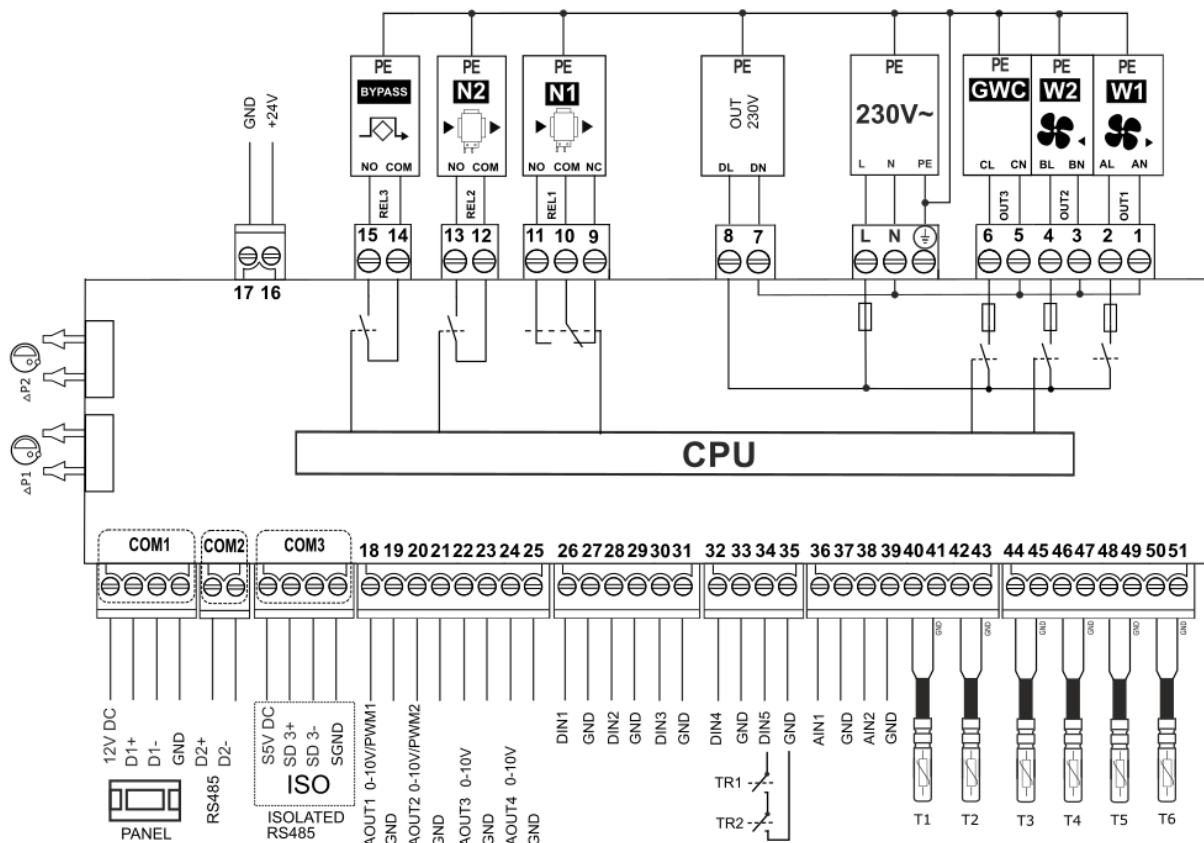 PE PE PE PE PE PE PE PE
BYPASS N2 N1 OUT 230V 230V~ GWC W2 W1
GND
+24V
NO COM NO COM NO COM NC DL DN L N PE CL CN BL BN AL AN
REL3 REL2 REL1 OUT3 OUT2 OUT1
15 14 13 12 11 10 9 8 7 L N 6 5 4 3 2 1
17 16
△P2
△P1
CPU
COM1 COM2 COM3 18 19 20 21 22 23 24 25 26 27 28 29 30 31 32 33 34 35 36 37 38 39 40 41 42 43 44 45 46 47 48 49 50 51
GND GND GND GND GND GND
12V DC
D1+
D1-
GND
D2+
D2-
S5V DC
SD 3+
SD 3-
SGND
AOUT1 0-10V/PWM1
GND
AOUT2 0-10V/PWM2
GND
AOUT3 0-10V
GND
AOUT4 0-10V
GND
DIN1
GND
DIN2
GND
DIN3
GND
DIN4
GND
DIN5
GND
AIN1
GND
AIN2
GND
TR1
TR2
PANEL
RS485
ISO
ISOLATED
RS485
T1 T2 T3 T4 T5 T6